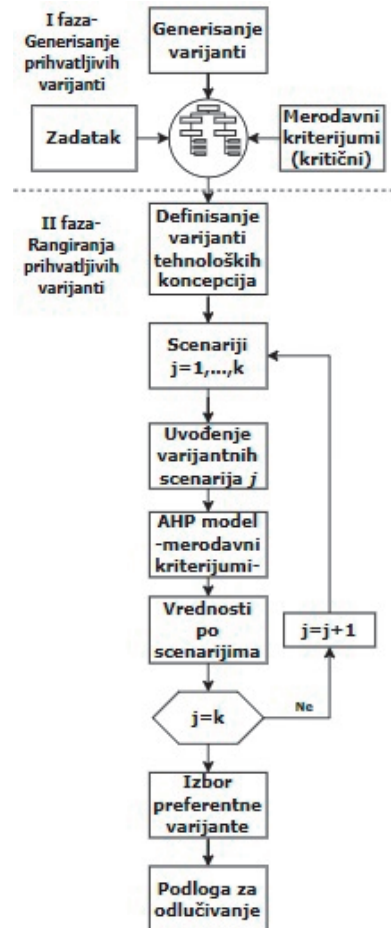 I faza-
Generisanje
prihvatljivih
varijanti
Generisanje
varijanti
Zadatak
Merodavni
kriterijumi
(kritični)
II faza-
Rangiranja
prihvatljivih
varijanti
Definisanje
varijanti
tehnoloških
koncepcija
Scenariji
j=1,...,k
Uvođenje
varijantnih
scenarija j
AHP model
-merodavni
kriterijumi-
Vrednosti
po
scenarijima
j=j+1
j=k
Ne
Izbor
preferentne
varijante
Podloga za
odlučivanje